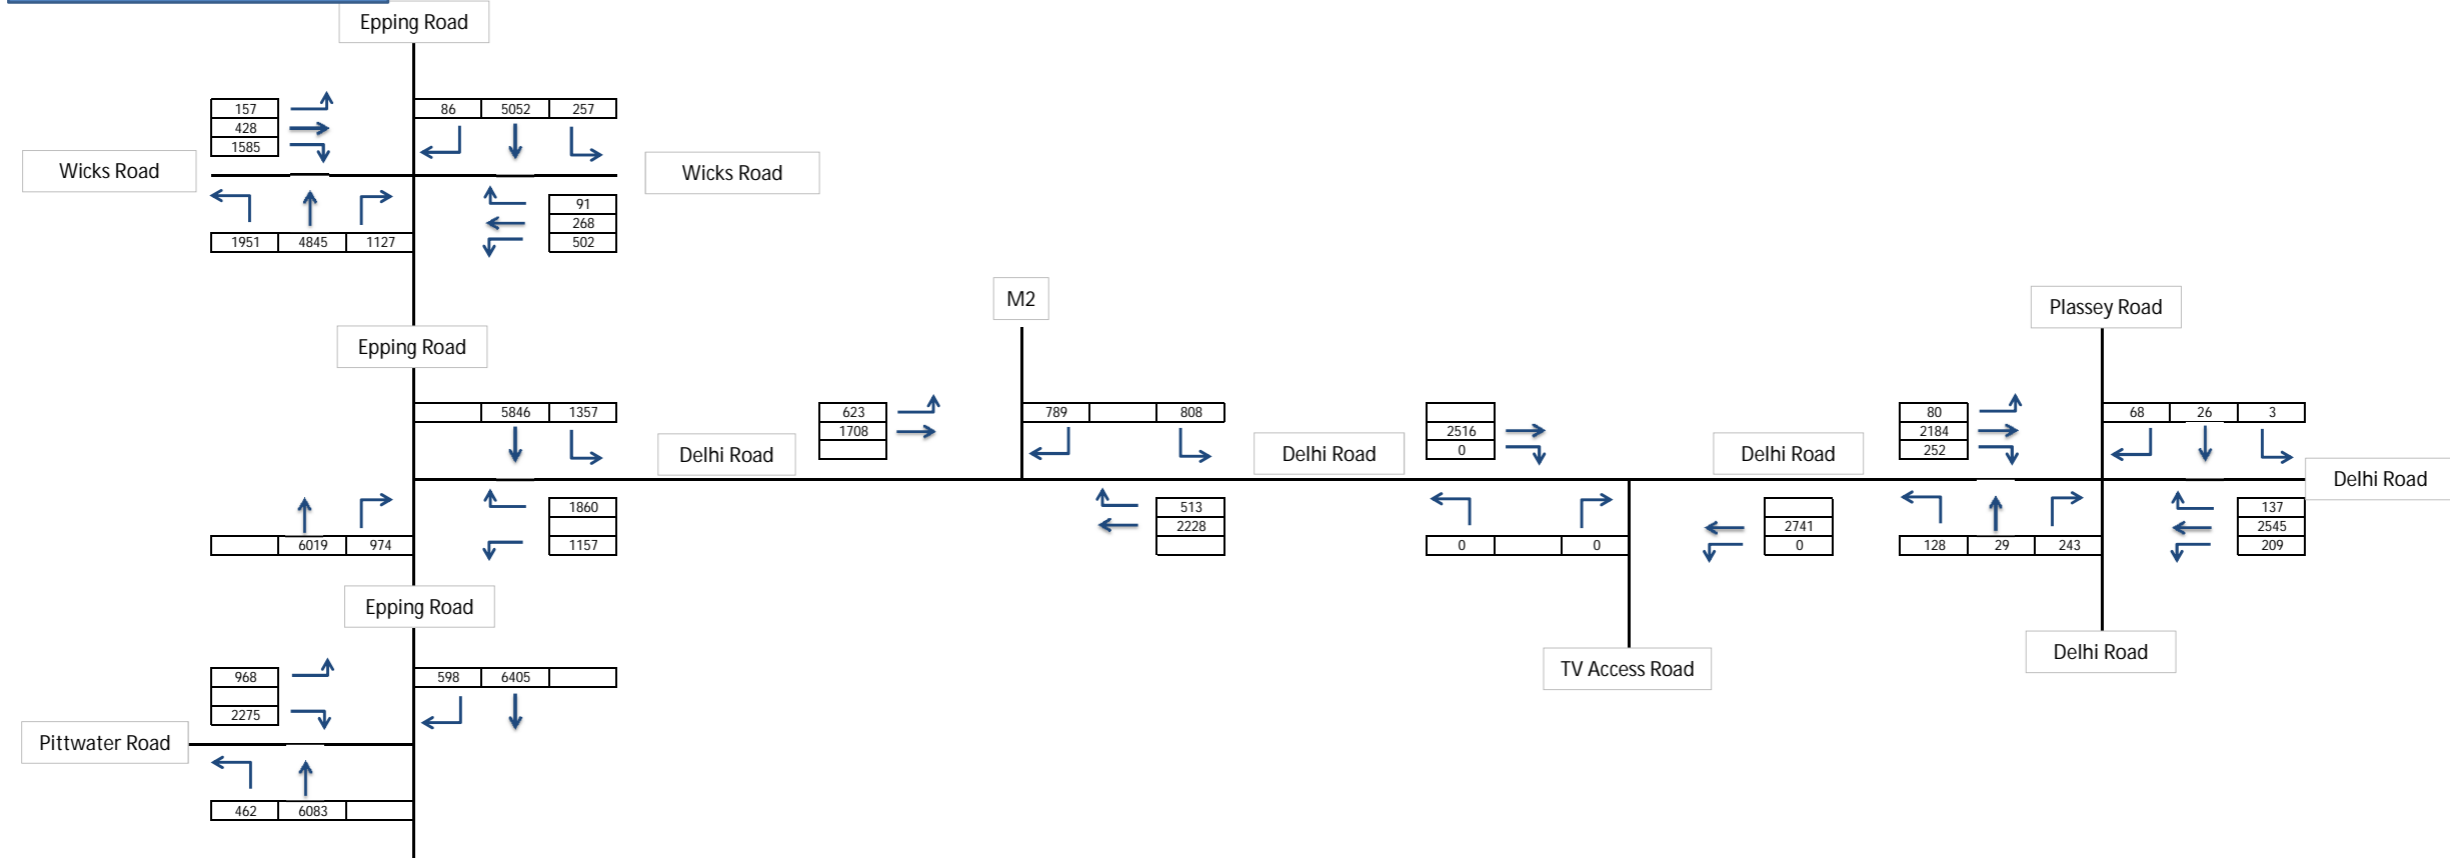 Epping Road
157
428
1585
86 5052 257
Wicks Road
Wicks Road
91
268
502
1951 4845 1127
M2
Plassey Road
Epping Road
5846 1357
623
1708
789 808
2516
0
80
2184
252
68 26 3
Delhi Road
Delhi Road
Delhi Road
Delhi Road
1860
1157
513
2228
2741
0
137
2545
209
6019 974
0 0
128 29 243
Epping Road
TV Access Road
Delhi Road
968
2275
598 6405
Pittwater Road
462 6083